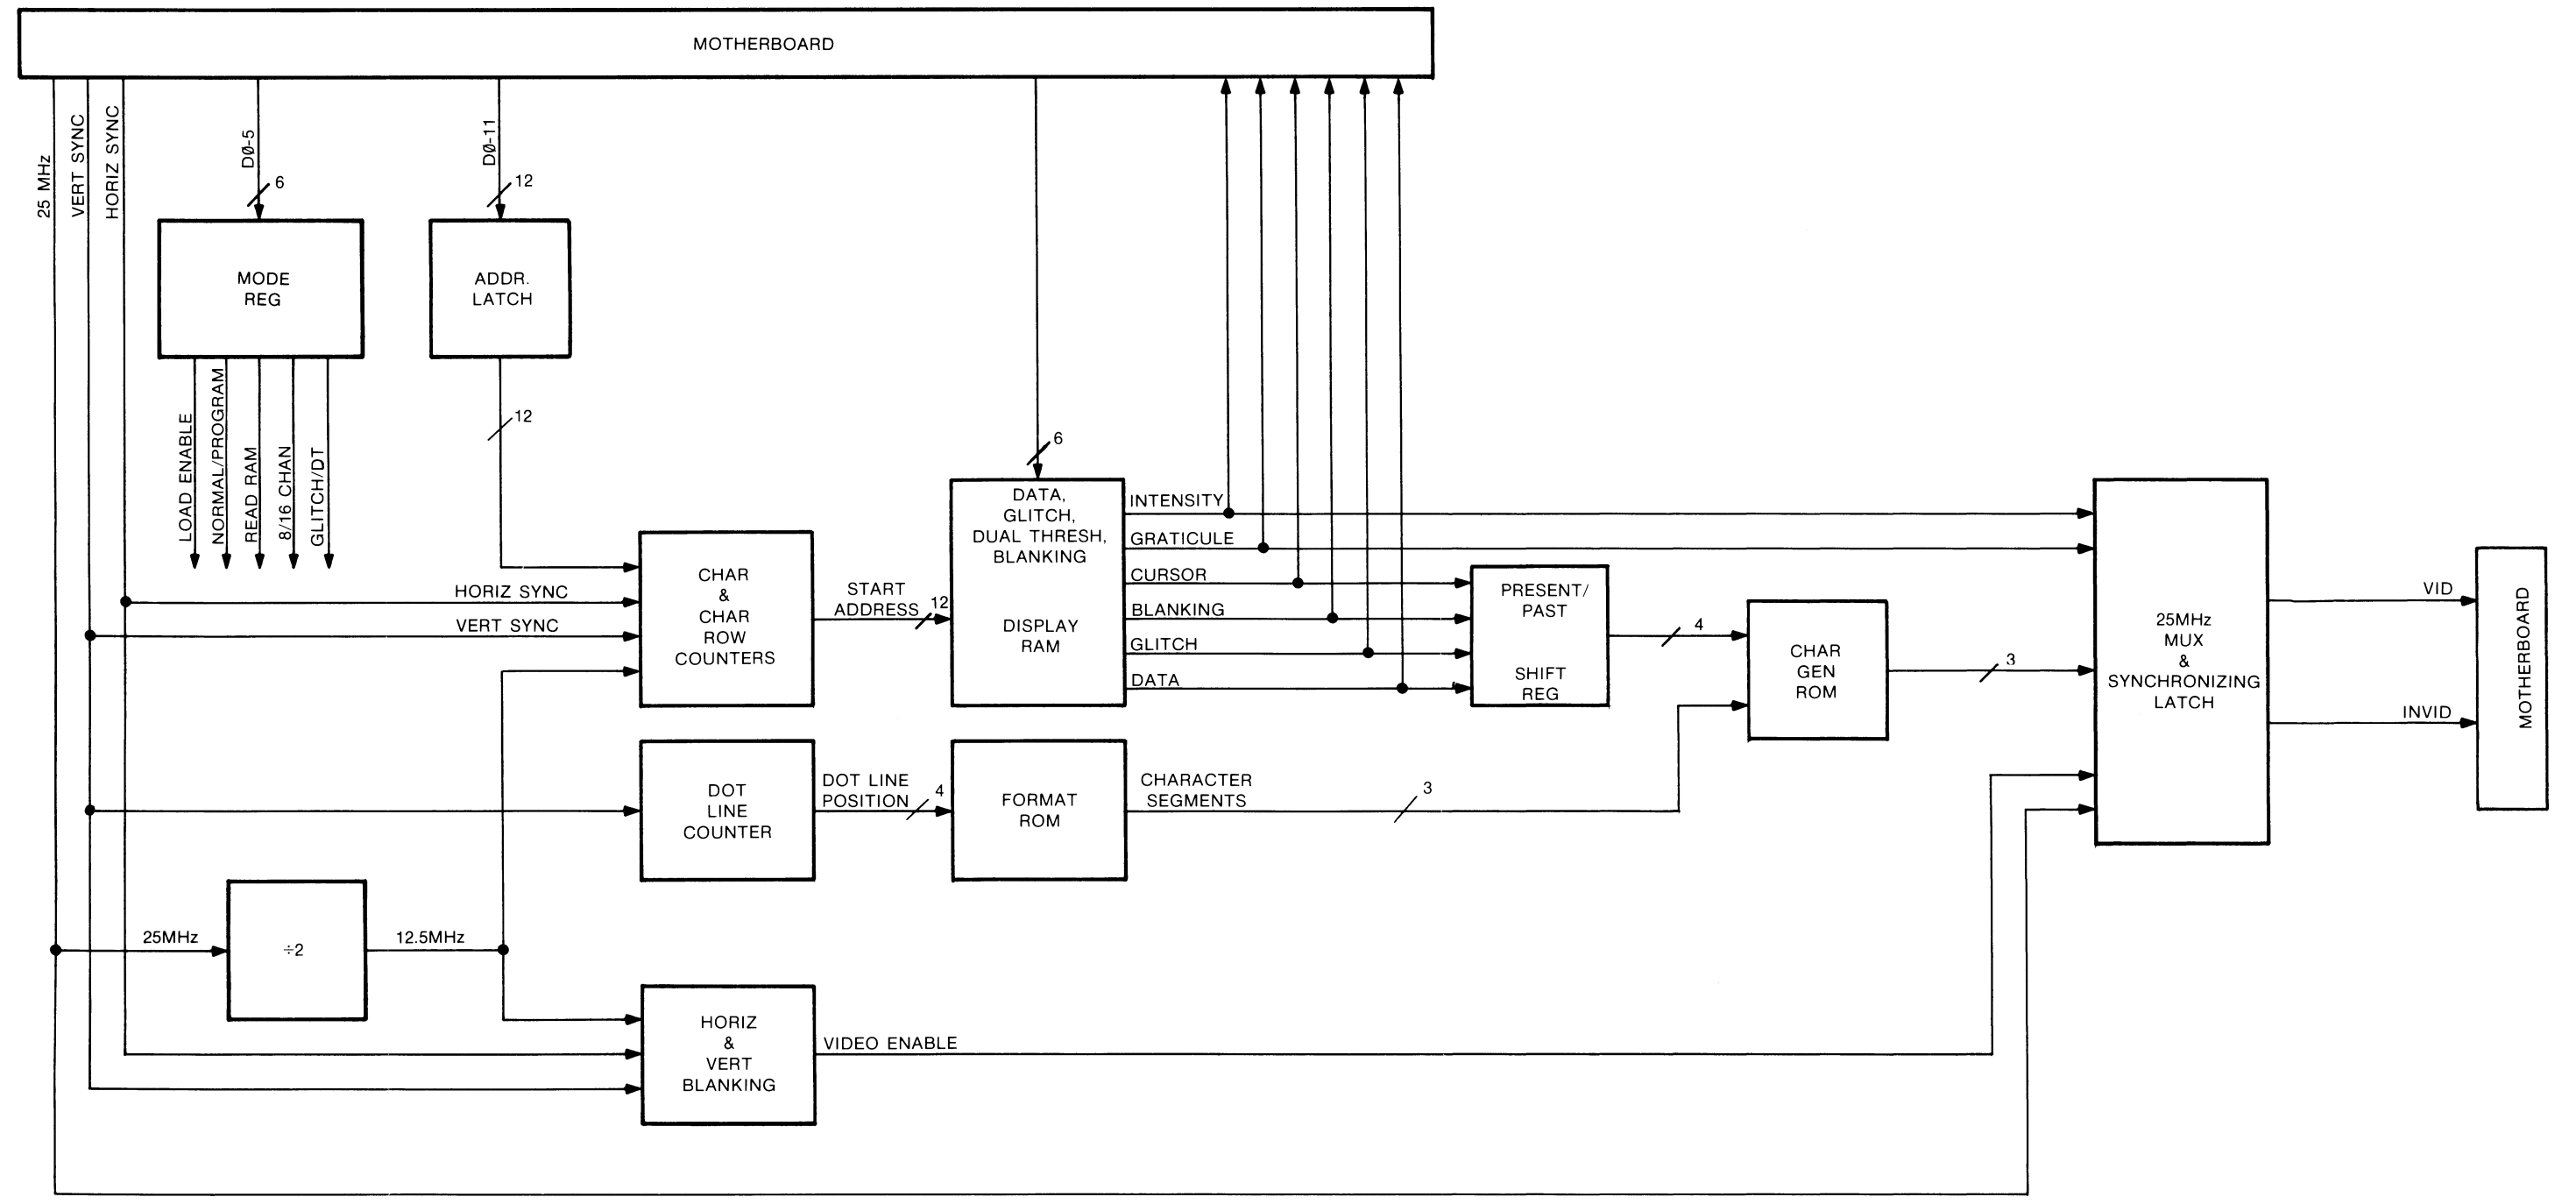 MOTHERBOARD
25 MHz
VERT SYNC
HORIZ SYNC
DØ-5
6
DØ-11
12
MODE
REG
ADDR.
LATCH
LOAD ENABLE
NORMAL/PROGRAM
READ RAM
8/16 CHAN
GLITCH/DT
12
6
HORIZ SYNC
VERT SYNC
CHAR
&
CHAR
ROW
COUNTERS
START
ADDRESS
12
DATA,
GLITCH,
DUAL THRESH,
BLANKING
DISPLAY
RAM
INTENSITY
GRATICULE
CURSOR
BLANKING
GLITCH
DATA
PRESENT/
PAST
SHIFT
REG
4
CHAR
GEN
ROM
3
25MHz
MUX
&
SYNCHRONIZING
LATCH
VID
INVID
MOTHERBOARD
DOT
LINE
COUNTER
DOT LINE
POSITION
4
FORMAT
ROM
CHARACTER
SEGMENTS
3
25MHz
÷2
12.5MHz
HORIZ
&
VERT
BLANKING
VIDEO ENABLE